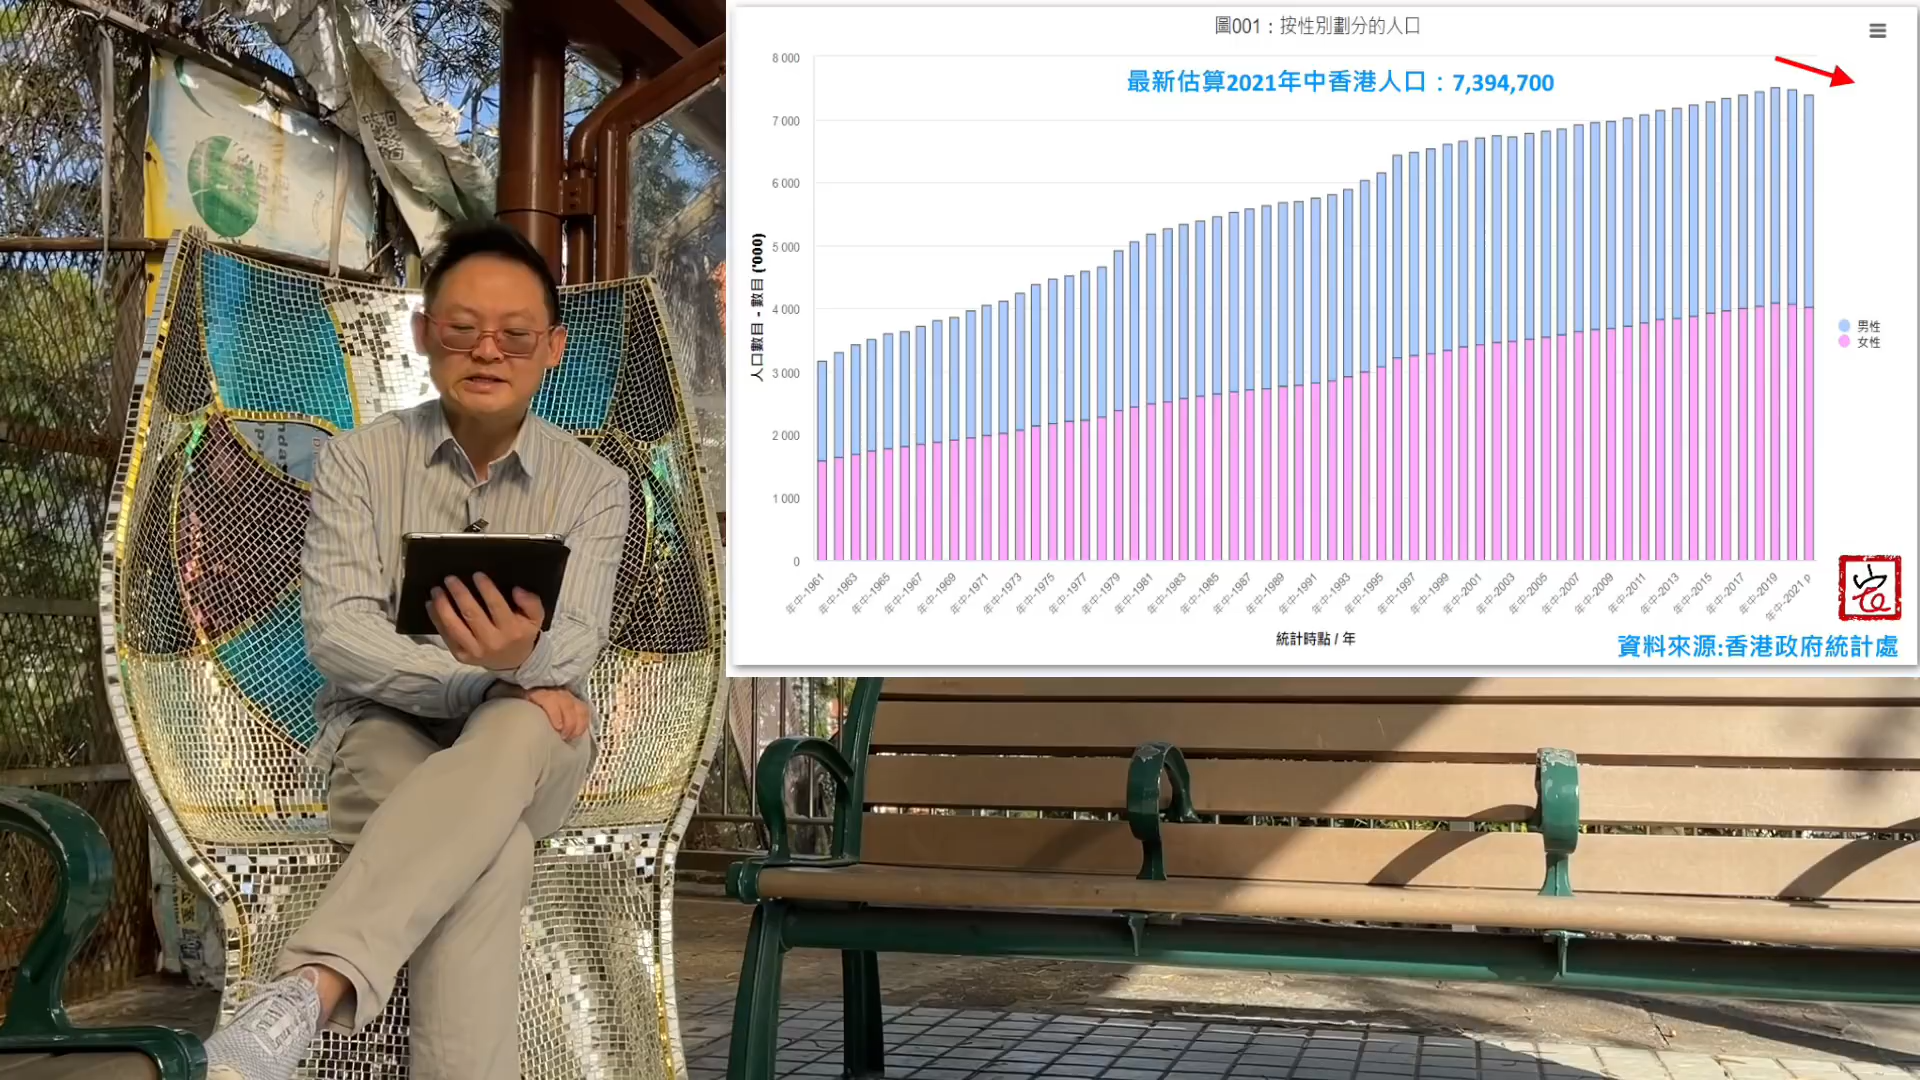 圖001：按性別劃分的人口
最新估算2021年中香港人口：7,394,700
人口數目 - 數目 ('000)
8 000
7 000
6 000
5 000
4 000
3 000
2 000
1 000
0
男性
女性
年中-1961
年中-1963
年中-1965
年中-1967
年中-1969
年中-1971
年中-1973
年中-1975
年中-1977
年中-1979
年中-1981
年中-1983
年中-1985
年中-1987
年中-1989
年中-1991
年中-1993
年中-1995
年中-1997
年中-1999
年中-2001
年中-2003
年中-2005
年中-2007
年中-2009
年中-2011
年中-2013
年中-2015
年中-2017
年中-2019
年中-2021 p
統計時點 / 年
資料來源:香港政府統計處